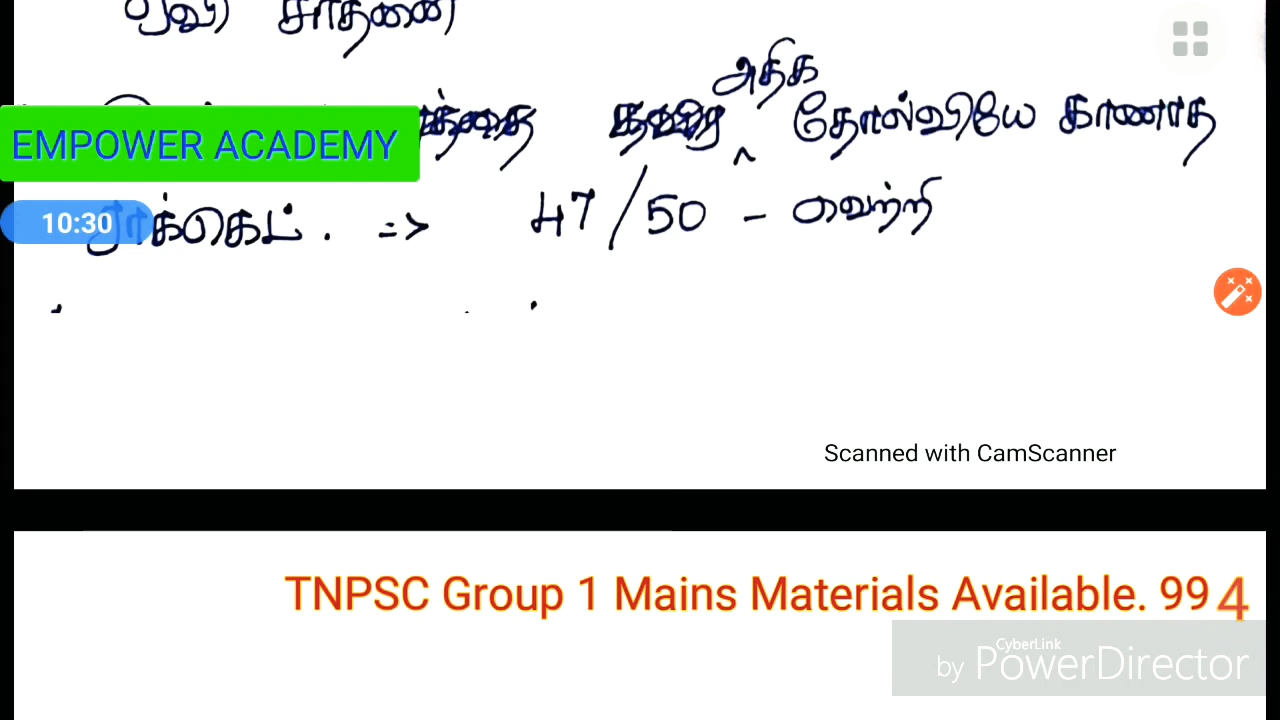 சாதனை
அதிக
தோல்வியே காணாத
EMPOWER ACADEMY
10:30
ராக்கெட். => 47/50 - வெற்றி
Scanned with CamScanner
TNPSC Group 1 Mains Materials Available. 99 4
CyberLink
by PowerDirector